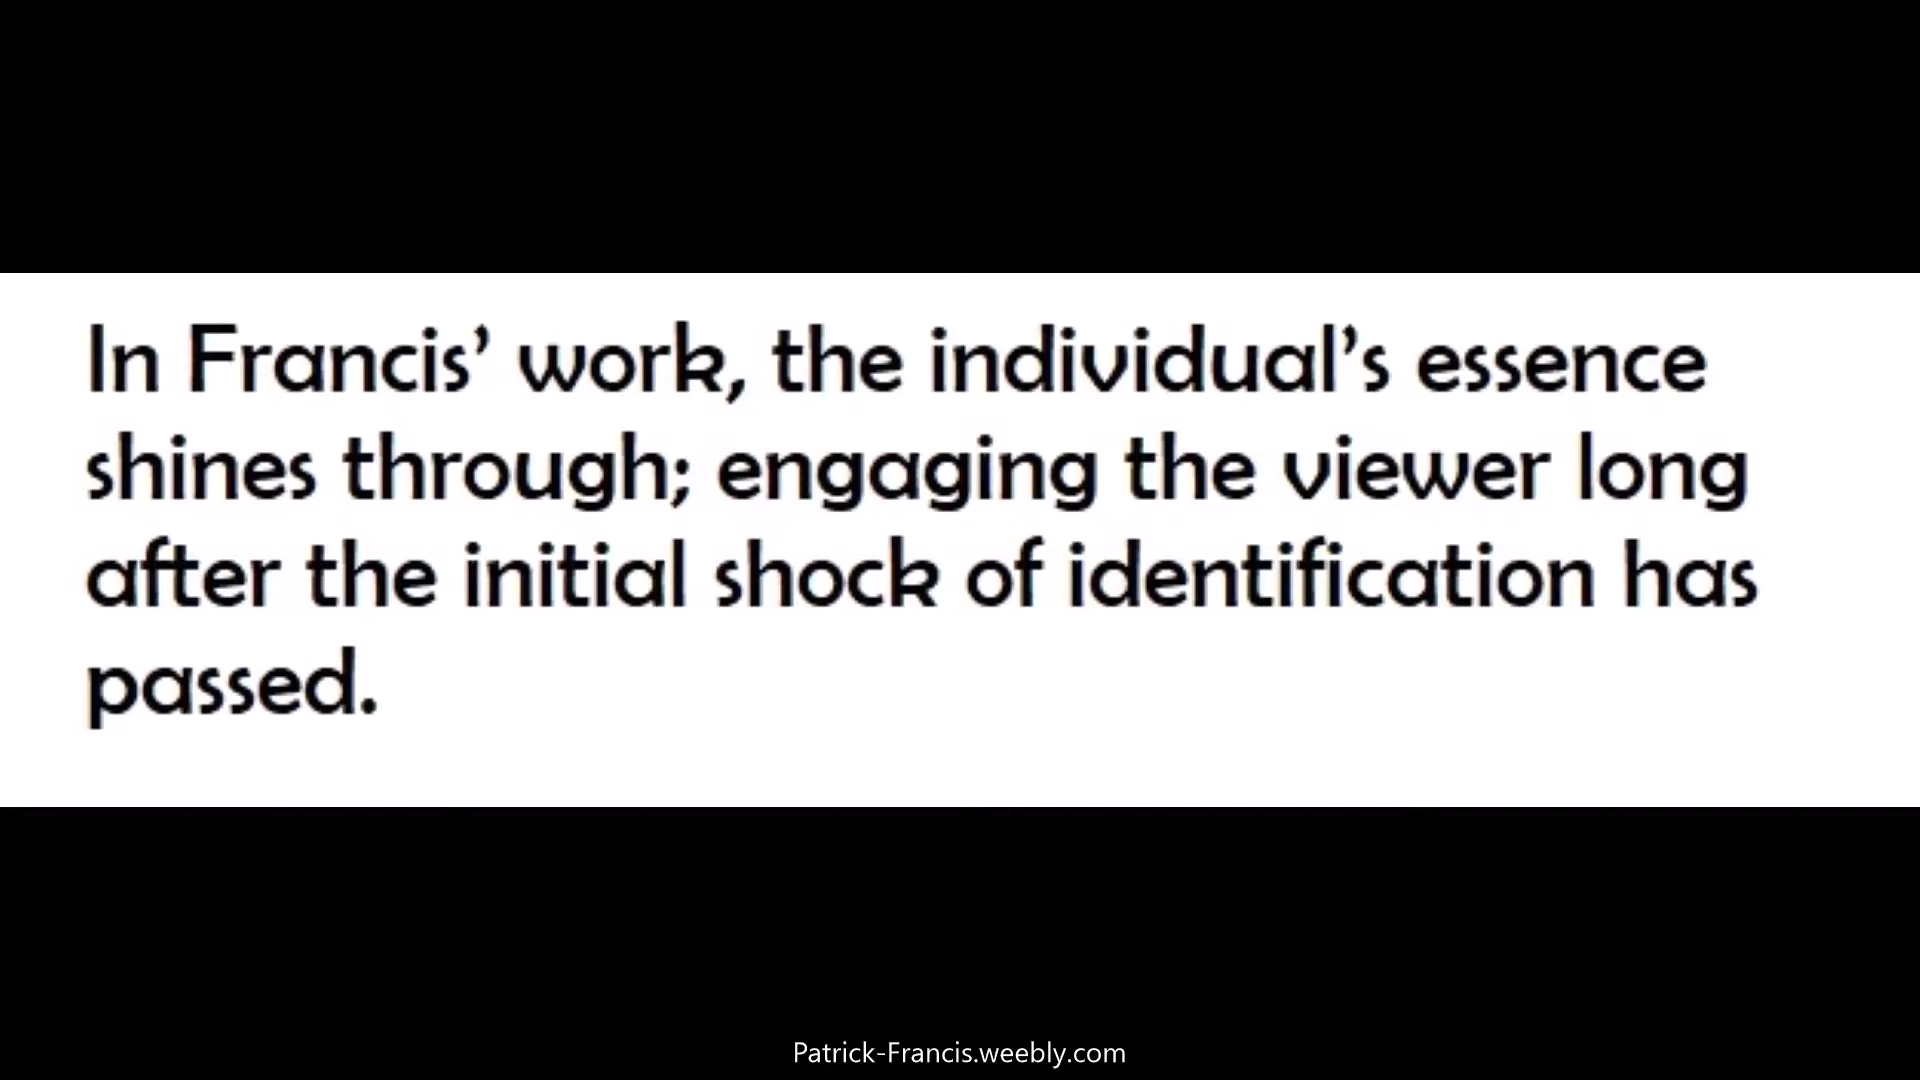 In Francis’ work, the individual’s essence
shines through; engaging the viewer long
after the initial shock of identification has
passed.
Patrick-Francis.weebly.com